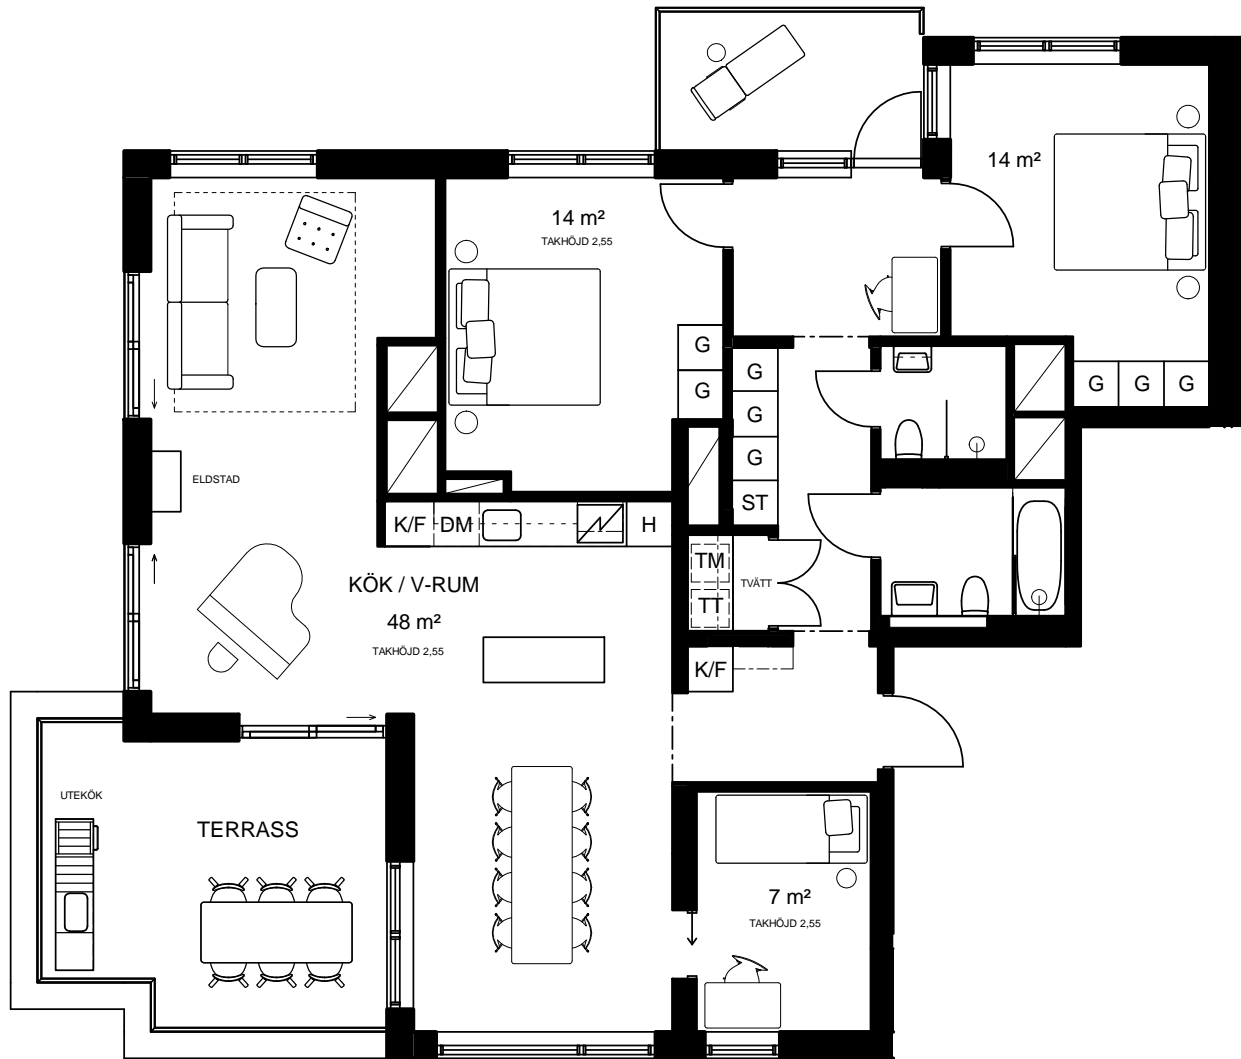 14 m²
14 m²
TAKHÖJD 2,55
G
G
G
G
G
G
G
G
ELDSTAD
ST
K/F
DM
H
TM
TVÄTT
TT
KÖK / V-RUM
48 m²
TAKHÖJD 2,55
K/F
UTEKÖK
TERRASS
7 m²
TAKHÖJD 2,55